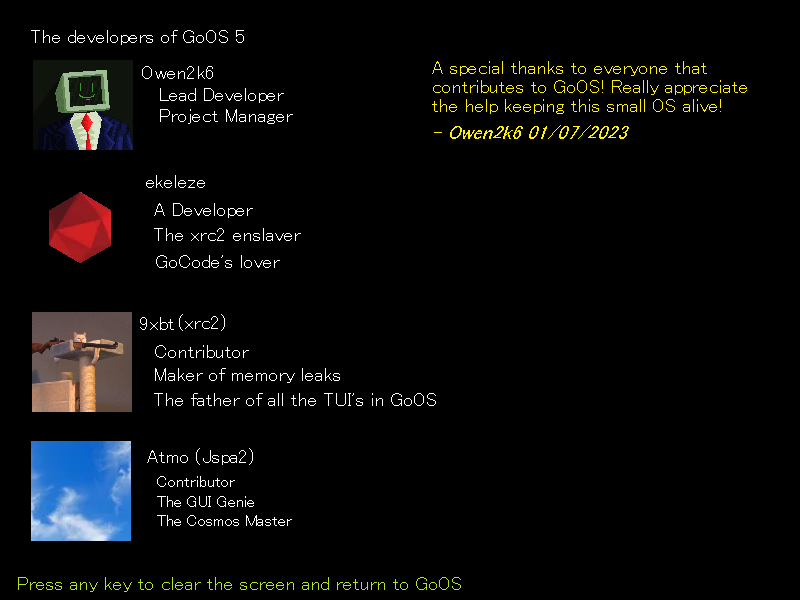 The developers of GoOS 5
Owen2k6
Lead Developer
Project Manager
A special thanks to everyone that
contributes to GoOS! Really appreciate
the help keeping this small OS alive!
- Owen2k6 01/07/2023
ekeleze
A Developer
The xrc2 enslaver
GoCode's lover
9xbt (xrc2)
Contributor
Maker of memory leaks
The father of all the TUI's in GoOS
Atmo (Jspa2)
Contributor
The GUI Genie
The Cosmos Master
Press any key to clear the screen and return to GoOS